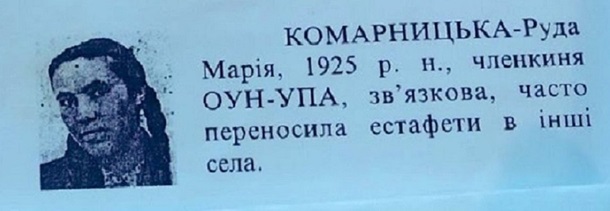 КОМАРНИЦЬКА-Руда
Марія, 1925 р. н., членкиня
ОУН-УПА, зв’язкова, часто
переносила естафети в інші
села.